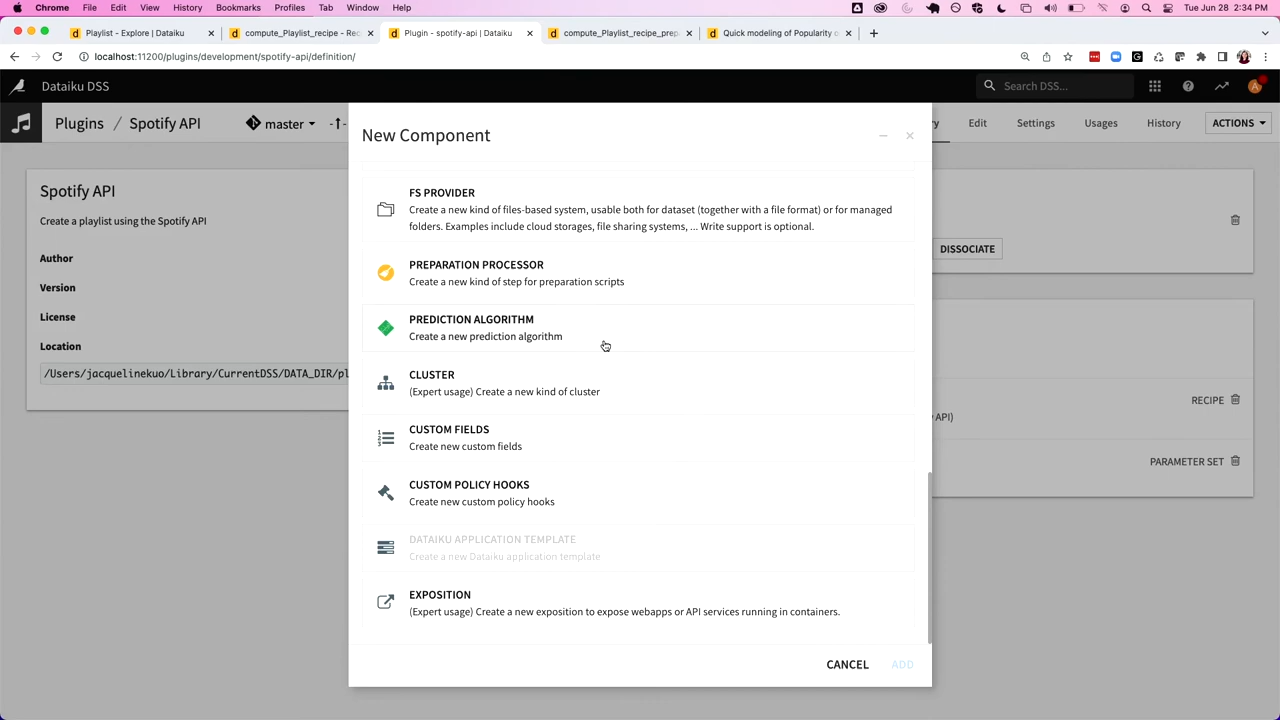 Chrome File Edit View History Bookmarks Profiles Tab Window Help Tue Jun 28 2:34 PM
Playlist - Explore | Dataiku
compute_Playlist_recipe - Rec
Plugin - spotify-api | Dataiku
compute_Playlist_recipe_prep
Quick modeling of Popularity o
localhost:11200/plugins/development/spotify-api/definition/
Dataiku DSS
Search DSS...
Plugins / Spotify API
master
Edit Settings Usages History ACTIONS
New Component
Spotify API
Create a playlist using the Spotify API
Author
Version
License
Location
/Users/jacquelinekuo/Library/CurrentDSS/DATA_DIR/pl
FS PROVIDER
Create a new kind of files-based system, usable both for dataset (together with a file format) or for managed
folders. Examples include cloud storages, file sharing systems, ... Write support is optional.
PREPARATION PROCESSOR
Create a new kind of step for preparation scripts
PREDICTION ALGORITHM
Create a new prediction algorithm
CLUSTER
(Expert usage) Create a new kind of cluster
CUSTOM FIELDS
Create new custom fields
CUSTOM POLICY HOOKS
Create new custom policy hooks
DATAIKU APPLICATION TEMPLATE
Create a new Dataiku application template
EXPOSITION
(Expert usage) Create a new exposition to expose webapps or API services running in containers.
CANCEL ADD
DISSOCIATE
RECIPE
API)
PARAMETER SET